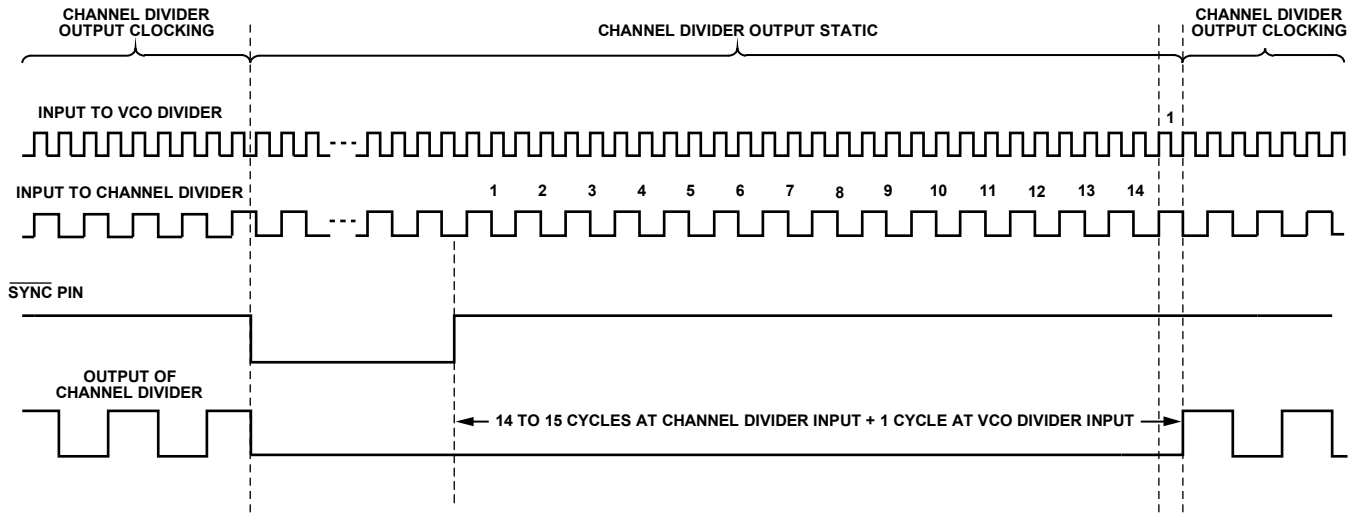 CHANNEL DIVIDER
OUTPUT CLOCKING
CHANNEL DIVIDER OUTPUT STATIC
CHANNEL DIVIDER
OUTPUT CLOCKING
INPUT TO VCO DIVIDER
1
INPUT TO CHANNEL DIVIDER
1 2 3 4 5 6 7 8 9 10 11 12 13 14
SYNC PIN
OUTPUT OF
CHANNEL DIVIDER
14 TO 15 CYCLES AT CHANNEL DIVIDER INPUT + 1 CYCLE AT VCO DIVIDER INPUT